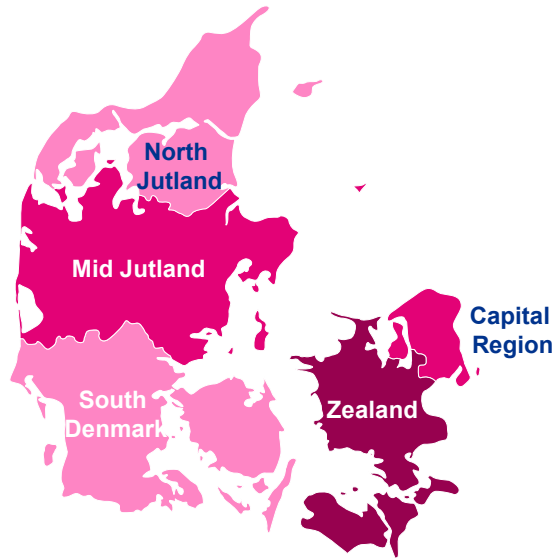 North
Jutland
Mid Jutland
Capital
Region
South
Denmark
Zealand